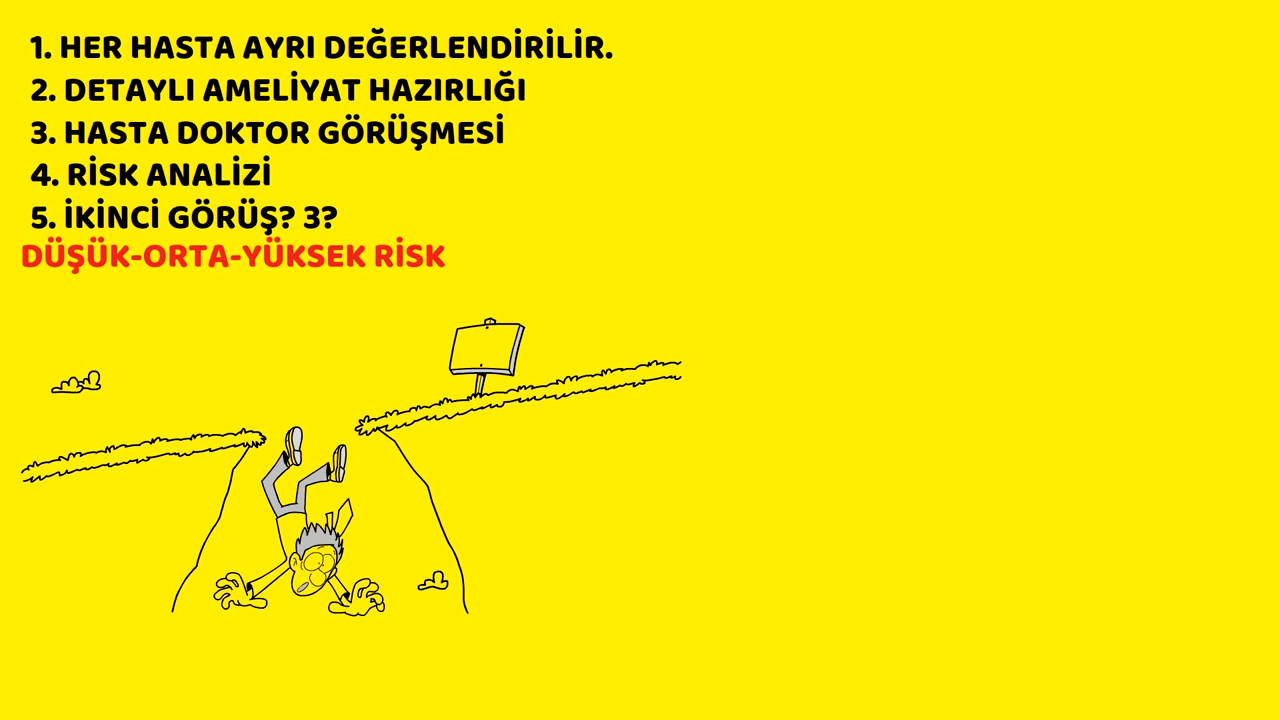 1. HER HASTA AYRI DEĞERLENDİRİLİR.
2. DETAYLI AMELİYAT HAZIRLIĞI
3. HASTA DOKTOR GÖRÜŞMESİ
4. RİSK ANALİZİ
5. İKİNCİ GÖRÜŞ? 3?
DÜŞÜK-ORTA-YÜKSEK RİSK